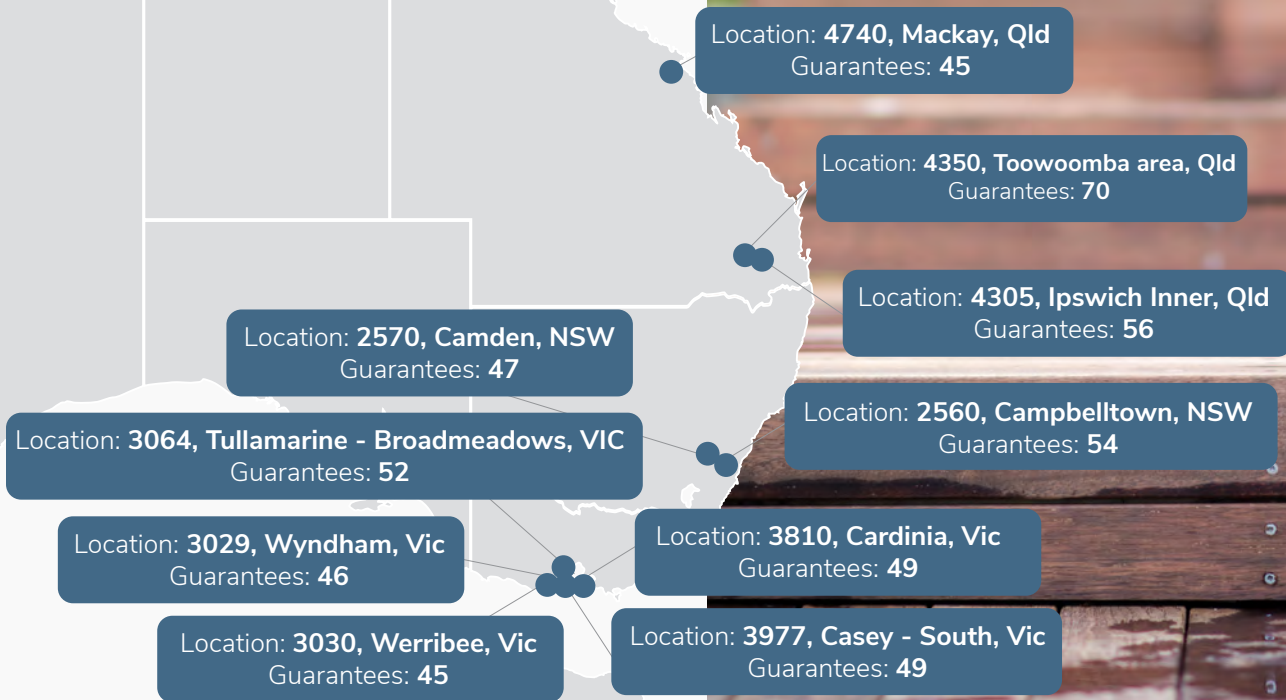 Location: 4740, Mackay, Qld
Guarantees: 45
Location: 4350, Toowoomba area, Qld
Guarantees: 70
Location: 4305, Ipswich Inner, Qld
Guarantees: 56
Location: 2570, Camden, NSW
Guarantees: 47
Location: 2560, Campbelltown, NSW
Guarantees: 54
Location: 3064, Tullamarine - Broadmeadows, VIC
Guarantees: 52
Location: 3029, Wyndham, Vic
Guarantees: 46
Location: 3810, Cardinia, Vic
Guarantees: 49
Location: 3030, Werribee, Vic
Guarantees: 45
Location: 3977, Casey - South, Vic
Guarantees: 49